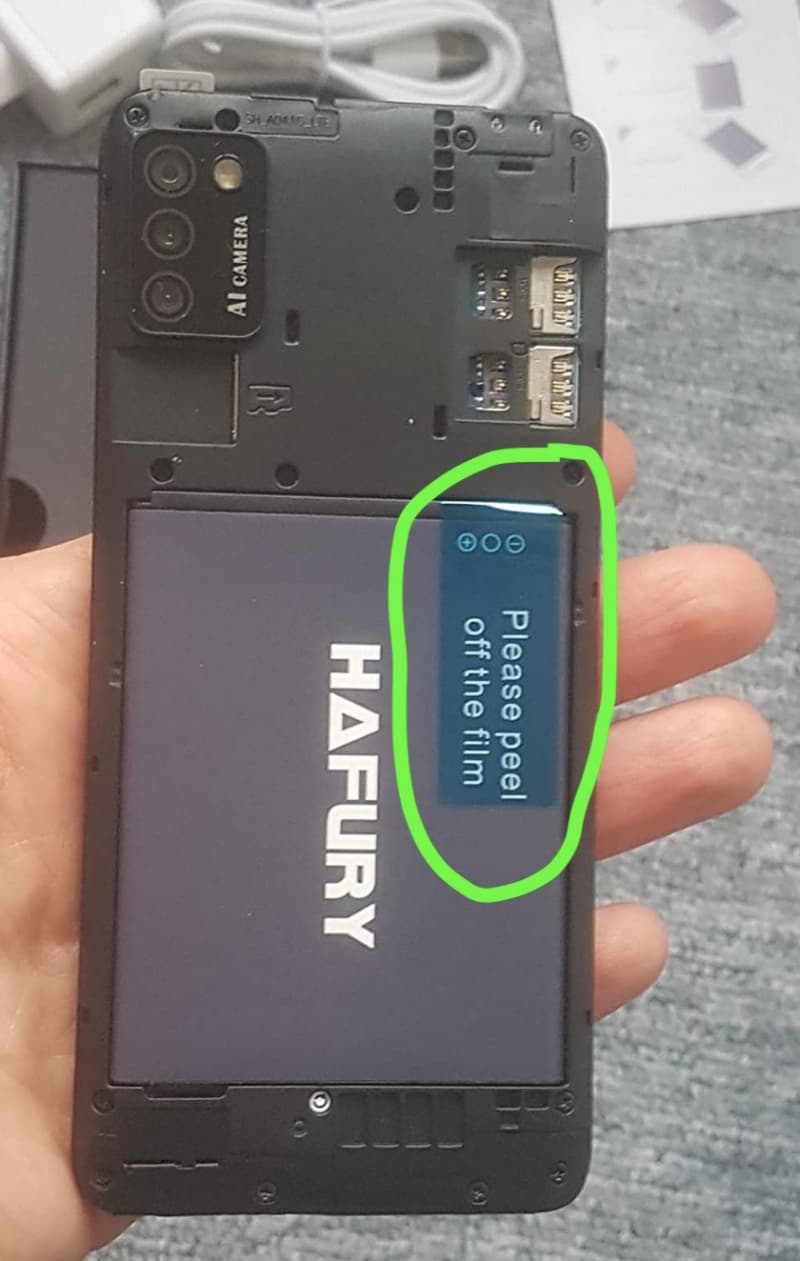 AI CAMERA
Please peel
off the film
HAFURY